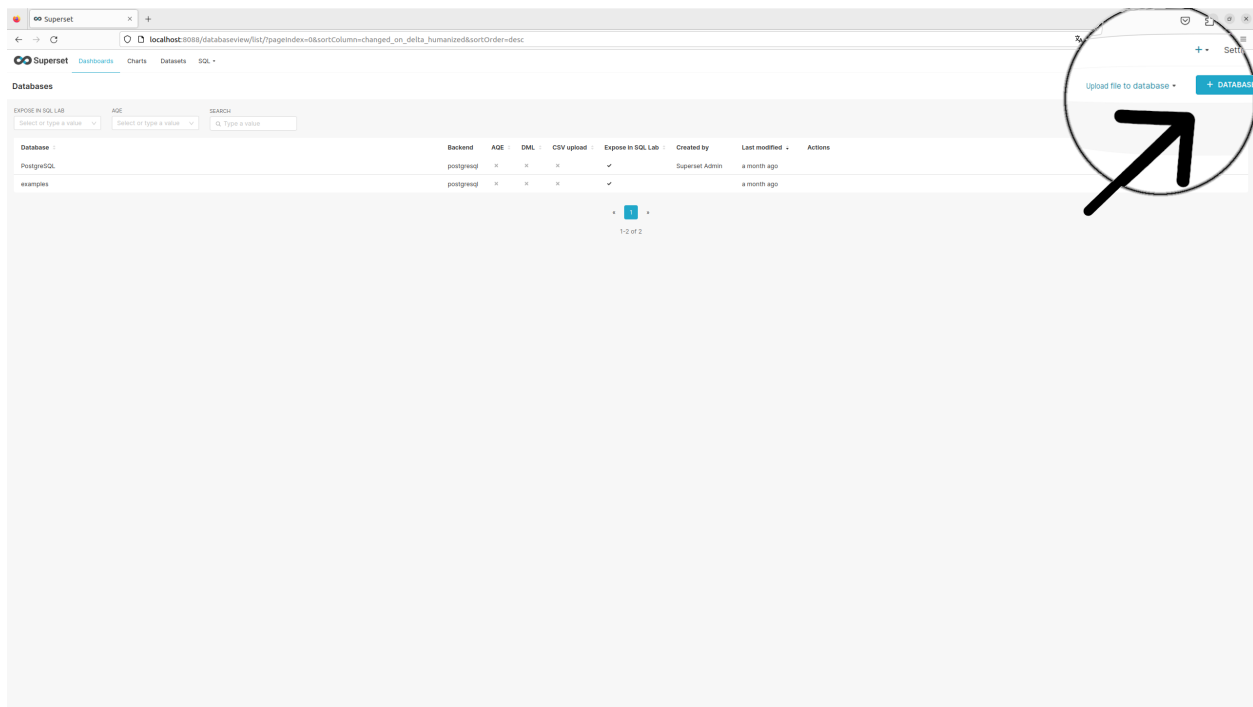 Superset
localhost:8088/databaseview/list/?pageIndex=0&sortColumn=changed_on_delta_humanized&sortOrder=desc
Superset Dashboards Charts Datasets SQL
Databases
Upload file to database
+ DATABAS
EXPOSE IN SQL LAB AQE SEARCH
Select or type a value Select or type a value Type a value
Database Backend AQE DML CSV upload Expose in SQL Lab Created by Last modified Actions
PostgreSQL postgresql Superset Admin a month ago
examples postgresql a month ago
« 1 »
1-2 of 2